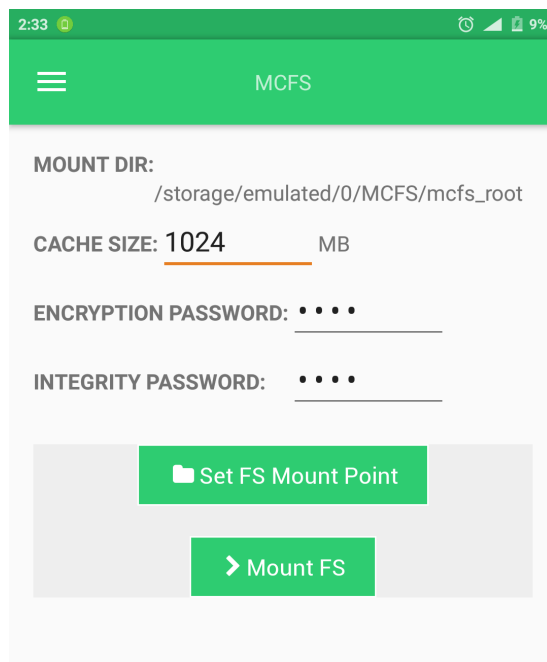 2:33 9%
MCFS
MOUNT DIR:
/storage/emulated/0/MCFS/mcfs_root
CACHE SIZE: 1024 MB
ENCRYPTION PASSWORD: ••••
INTEGRITY PASSWORD: ••••
Set FS Mount Point
Mount FS